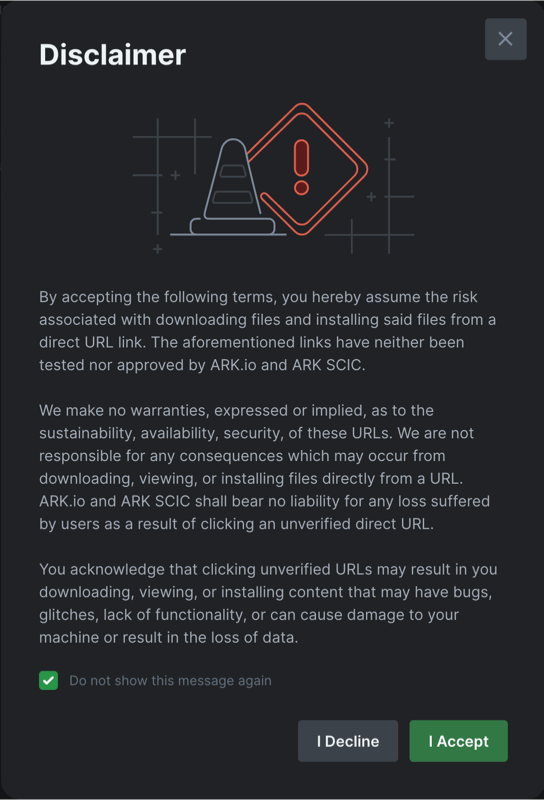 Disclaimer
By accepting the following terms, you hereby assume the risk
associated with downloading files and installing said files from a
direct URL link. The aforementioned links have neither been
tested nor approved by ARK.io and ARK SCIC.
We make no warranties, expressed or implied, as to the
sustainability, availability, security, of these URLs. We are not
responsible for any consequences which may occur from
downloading, viewing, or installing files directly from a URL.
ARK.io and ARK SCIC shall bear no liability for any loss suffered
by users as a result of clicking an unverified direct URL.
You acknowledge that clicking unverified URLs may result in you
downloading, viewing, or installing content that may have bugs,
glitches, lack of functionality, or can cause damage to your
machine or result in the loss of data.
Do not show this message again
I Decline
I Accept